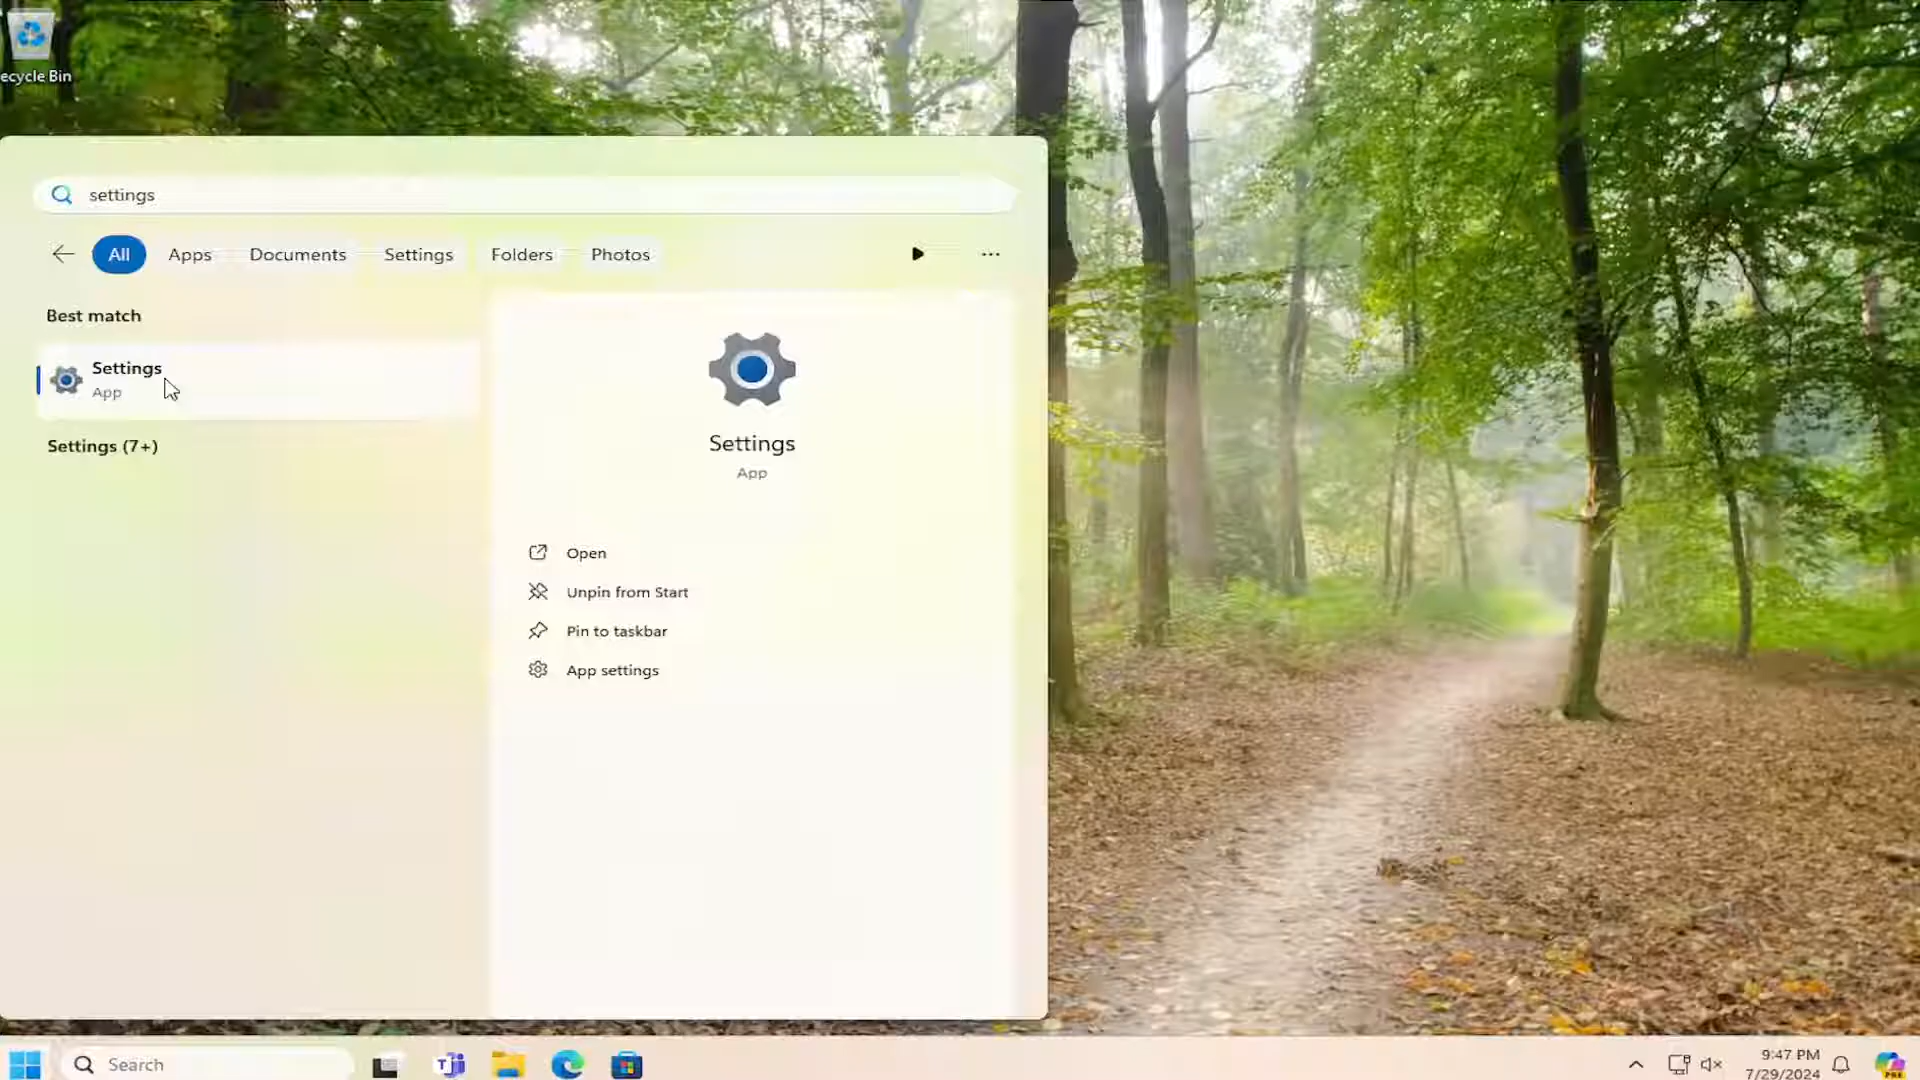 ecycle Bin
settings
All Apps Documents Settings Folders Photos
Best match
Settings
App
Settings (7+)
Settings
App
Open
Unpin from Start
Pin to taskbar
App settings
Search
9:47 PM
7/29/2024
PRE